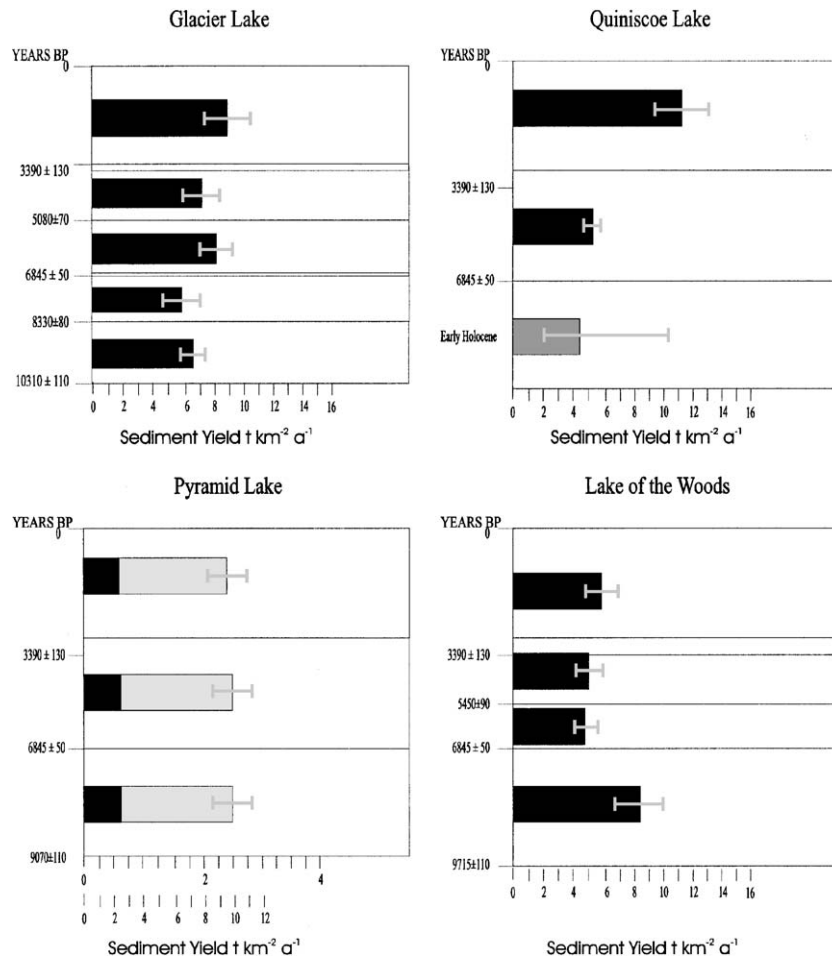 Glacier Lake
YEARS BP
0
3390 ± 130
5080±70
6845 ± 50
8330±80
10310 ± 110
0 2 4 6 8 10 12 14 16
Sediment Yield t km⁻² a⁻¹
Quiniscoe Lake
YEARS BP
0
3390 ± 130
6845 ± 50
Early Holocene
0 2 4 6 8 10 12 14 16
Sediment Yield t km⁻² a⁻¹
Pyramid Lake
YEARS BP
0
3390 ± 130
6845 ± 50
9070±110
0 2 4
0 2 4 6 8 10 12
Sediment Yield t km⁻² a⁻¹
Lake of the Woods
YEARS BP
0
3390 ± 130
5450±90
6845 ± 50
9715±110
0 2 4 6 8 10 12 14 16
Sediment Yield t km⁻² a⁻¹